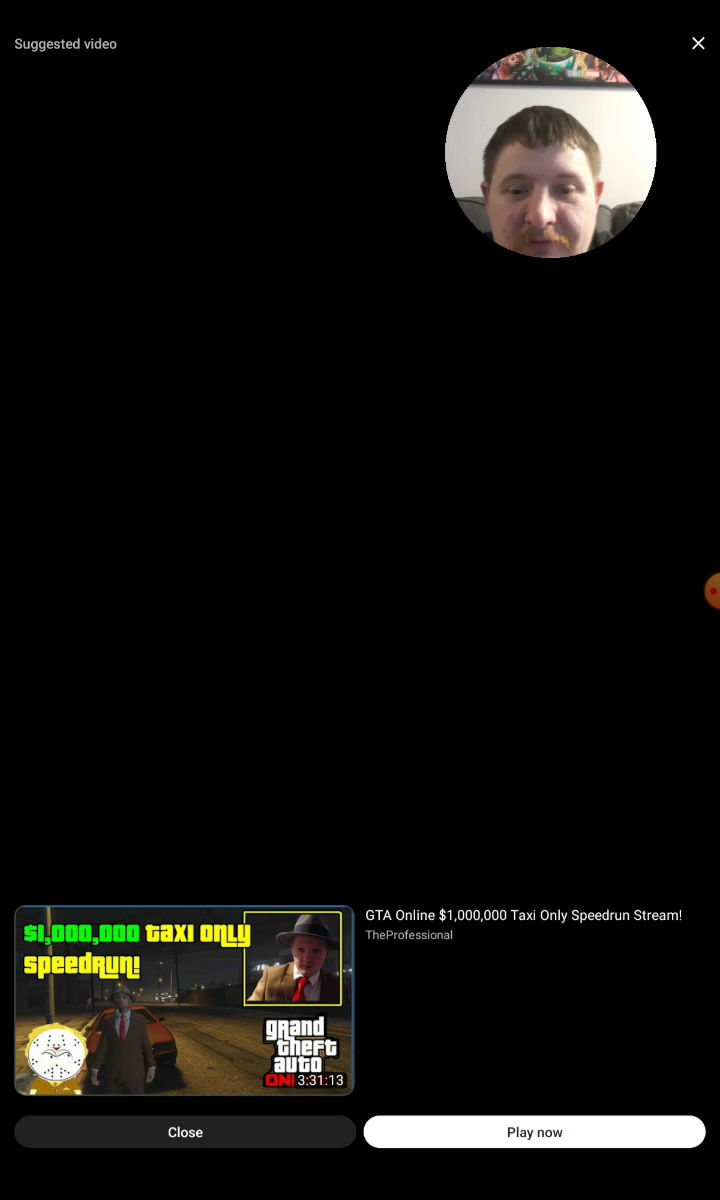 Suggested video
$1,000,000 taxi only
speedrun!
grand
theft
auto
ONl 3:31:13
GTA Online $1,000,000 Taxi Only Speedrun Stream!
TheProfessional
Close
Play now